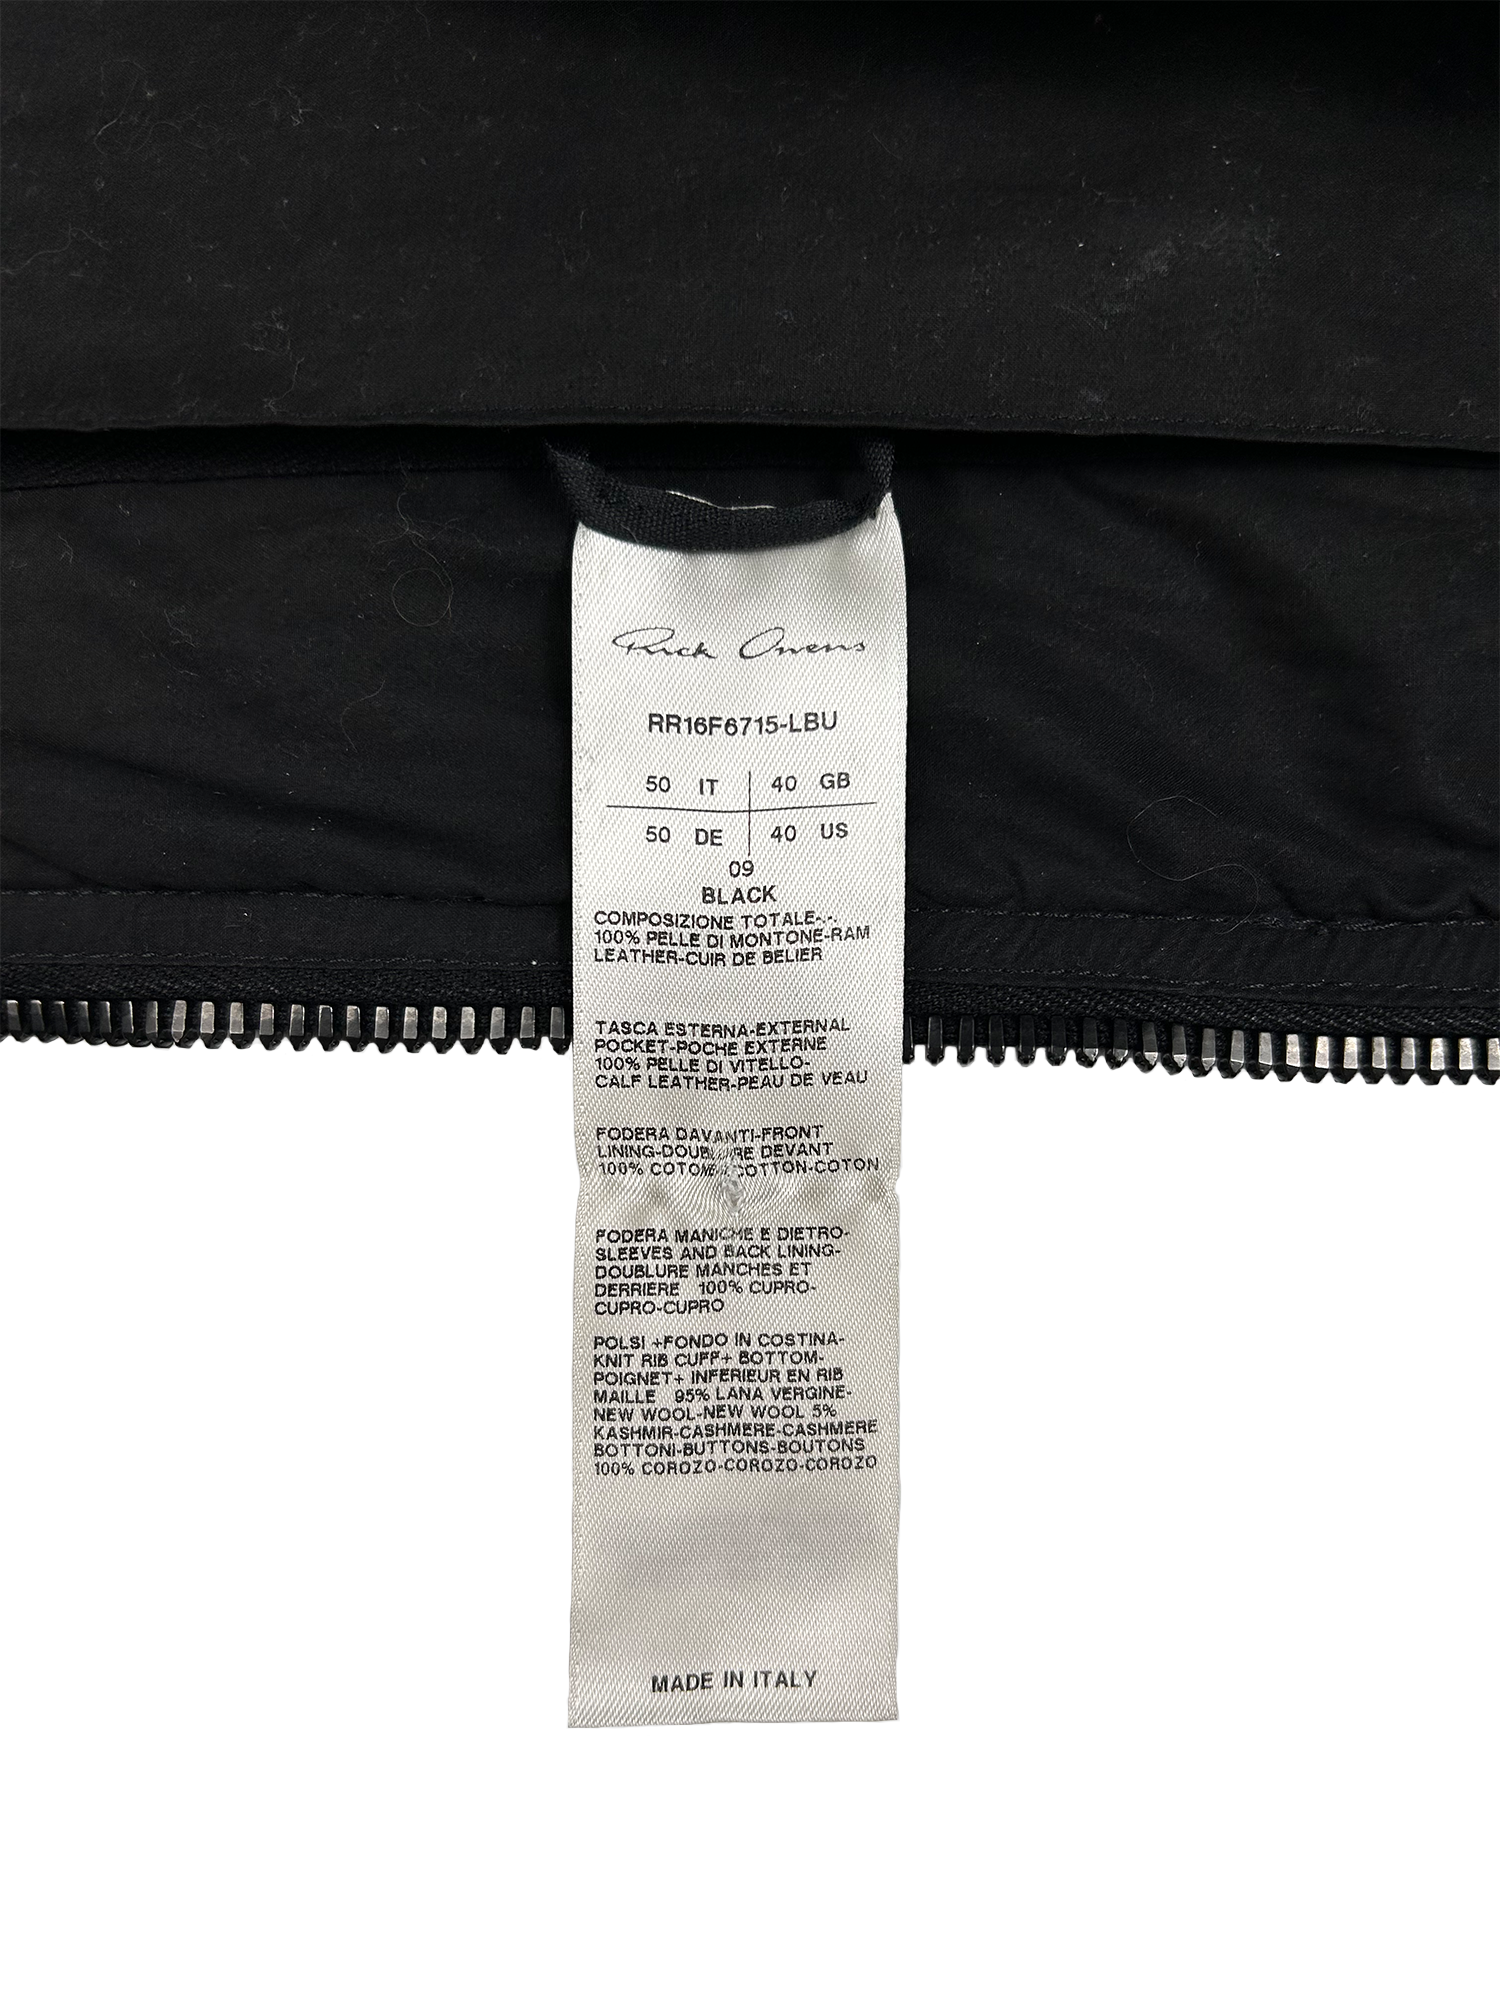 Rick Owens
RR16F6715-LBU
50 IT 40 GB
50 DE 40 US
09
BLACK
COMPOSIZIONE TOTALE-.-.
100% PELLE DI MONTONE-RAM
LEATHER-CUIR DE BELIER
TASCA ESTERNA-EXTERNAL
POCKET-POCHE EXTERNE
100% PELLE DI VITELLO-
CALF LEATHER-PEAU DE VEAU
FODERA DAVANTI-FRONT
LINING-DOUBLURE DEVANT
100% COTONE-COTTON-COTON
FODERA MANICHE E DIETRO-
SLEEVES AND BACK LINING-
DOUBLURE MANCHES ET
DERRIERE 100% CUPRO-
CUPRO-CUPRO
POLSI +FONDO IN COSTINA-
KNIT RIB CUFF+ BOTTOM-
POIGNET+ INFERIEUR EN RIB
MAILLE 95% LANA VERGINE-
NEW WOOL-NEW WOOL 5%
KASHMIR-CASHMERE-CASHMERE
BOTTONI-BUTTONS-BOUTONS
100% COROZO-COROZO-COROZO
MADE IN ITALY